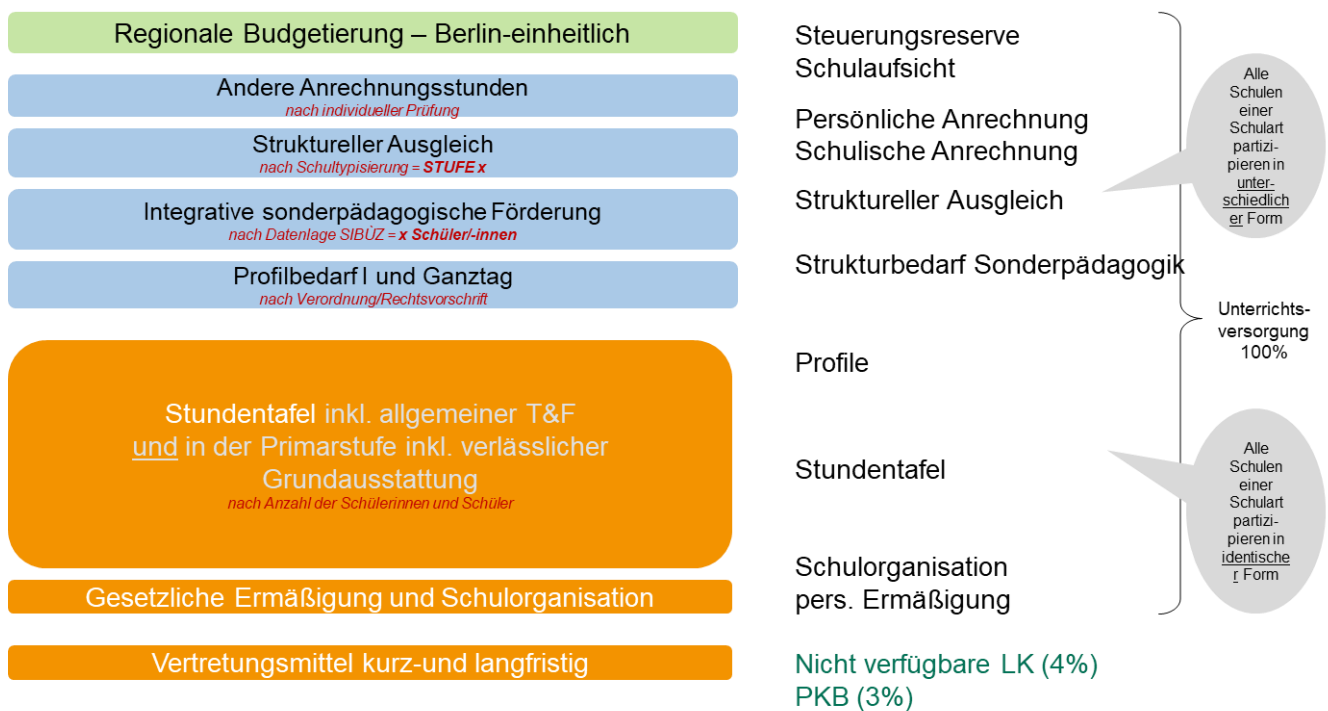 Regionale Budgetierung – Berlin-einheitlich
Andere Anrechnungsstunden
nach individueller Prüfung
Struktureller Ausgleich
nach Schultypisierung = STUFE x
Integrative sonderpädagogische Förderung
nach Datenlage SIBÙZ = x Schüler/-innen
Profilbedarf I und Ganztag
nach Verordnung/Rechtsvorschrift
Stundentafel inkl. allgemeiner T&F
und in der Primarstufe inkl. verlässlicher
Grundausstattung
nach Anzahl der Schülerinnen und Schüler
Gesetzliche Ermäßigung und Schulorganisation
Vertretungsmittel kurz-und langfristig
Steuerungsreserve
Schulaufsicht
Persönliche Anrechnung
Schulische Anrechnung
Struktureller Ausgleich
Strukturbedarf Sonderpädagogik
Profile
Stundentafel
Schulorganisation
pers. Ermäßigung
Nicht verfügbare LK (4%)
PKB (3%)
Alle
Schulen
einer
Schulart
partizi-
pieren in
unter-
schiedlich
er Form
Unterrichts-
versorgung
100%
Alle
Schulen
einer
Schulart
partizi-
pieren in
identische
r Form